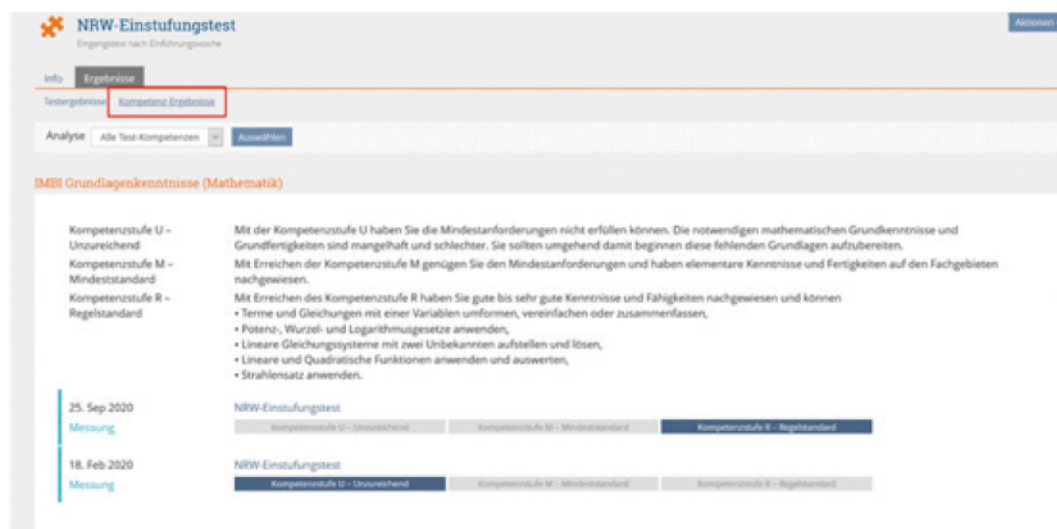 NRW-Einstufungstest
Aktionen
Eingangstest nach Einführungswoche
Info Ergebnisse
Testergebnisse Kompetenz-Ergebnisse
Analyse Alle Test-Kompetenzen Auswählen
IMBI Grundlagenkenntnisse (Mathematik)
Kompetenzstufe U – Unzureichend
Mit der Kompetenzstufe U haben Sie die Mindestanforderungen nicht erfüllen können. Die notwendigen mathematischen Grundkenntnisse und
Grundfertigkeiten sind mangelhaft und schlechter. Sie sollten umgehend damit beginnen diese fehlenden Grundlagen aufzubereiten.
Kompetenzstufe M – Mindeststandard
Mit Erreichen der Kompetenzstufe M genügen Sie den Mindestanforderungen und haben elementare Kenntnisse und Fertigkeiten auf den Fachgebieten
nachgewiesen.
Kompetenzstufe R – Regelstandard
Mit Erreichen des Kompetenzstufe R haben Sie gute bis sehr gute Kenntnisse und Fähigkeiten nachgewiesen und können
• Terme und Gleichungen mit einer Variablen umformen, vereinfachen oder zusammenfassen,
• Potenz-, Wurzel- und Logarithmusgesetze anwenden,
• Lineare Gleichungssysteme mit zwei Unbekannten aufstellen und lösen,
• Lineare und Quadratische Funktionen anwenden und auswerten,
• Strahlensatz anwenden.
25. Sep 2020 NRW-Einstufungstest
Messung Kompetenzstufe U – Unzureichend Kompetenzstufe M – Mindeststandard Kompetenzstufe R – Regelstandard
18. Feb 2020 NRW-Einstufungstest
Messung Kompetenzstufe U – Unzureichend Kompetenzstufe M – Mindeststandard Kompetenzstufe R – Regelstandard